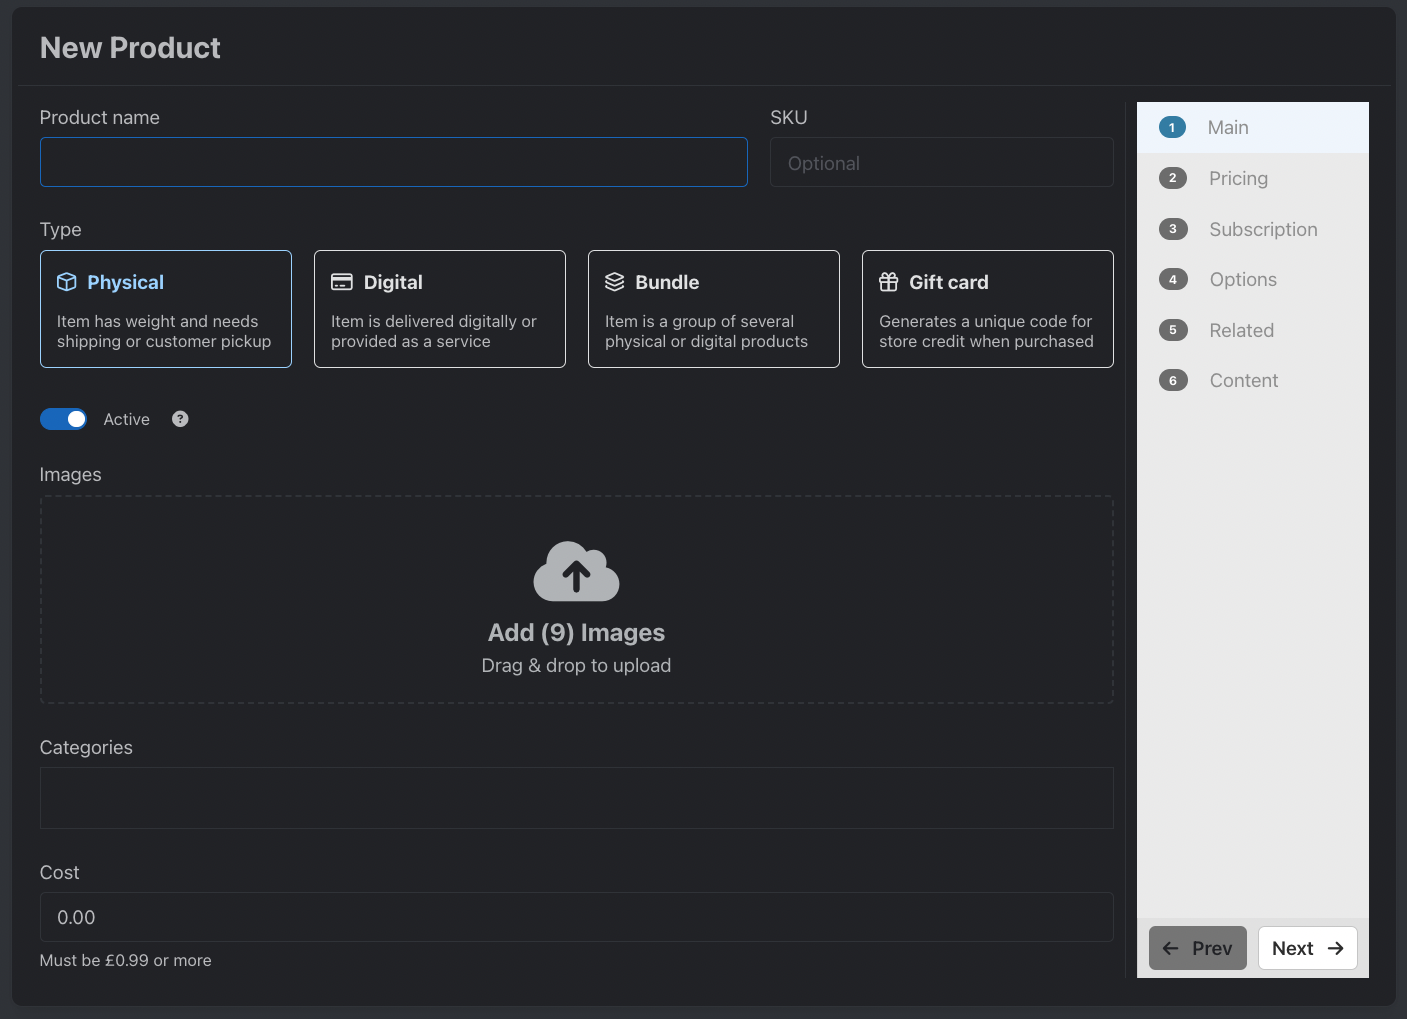 New Product
Product name
SKU
Optional
Type
Physical
Item has weight and needs
shipping or customer pickup
Digital
Item is delivered digitally or
provided as a service
Bundle
Item is a group of several
physical or digital products
Gift card
Generates a unique code for
store credit when purchased
Active
?
Images
Add (9) Images
Drag & drop to upload
Categories
Cost
0.00
Must be £0.99 or more
1 Main
2 Pricing
3 Subscription
4 Options
5 Related
6 Content
← Prev
Next →